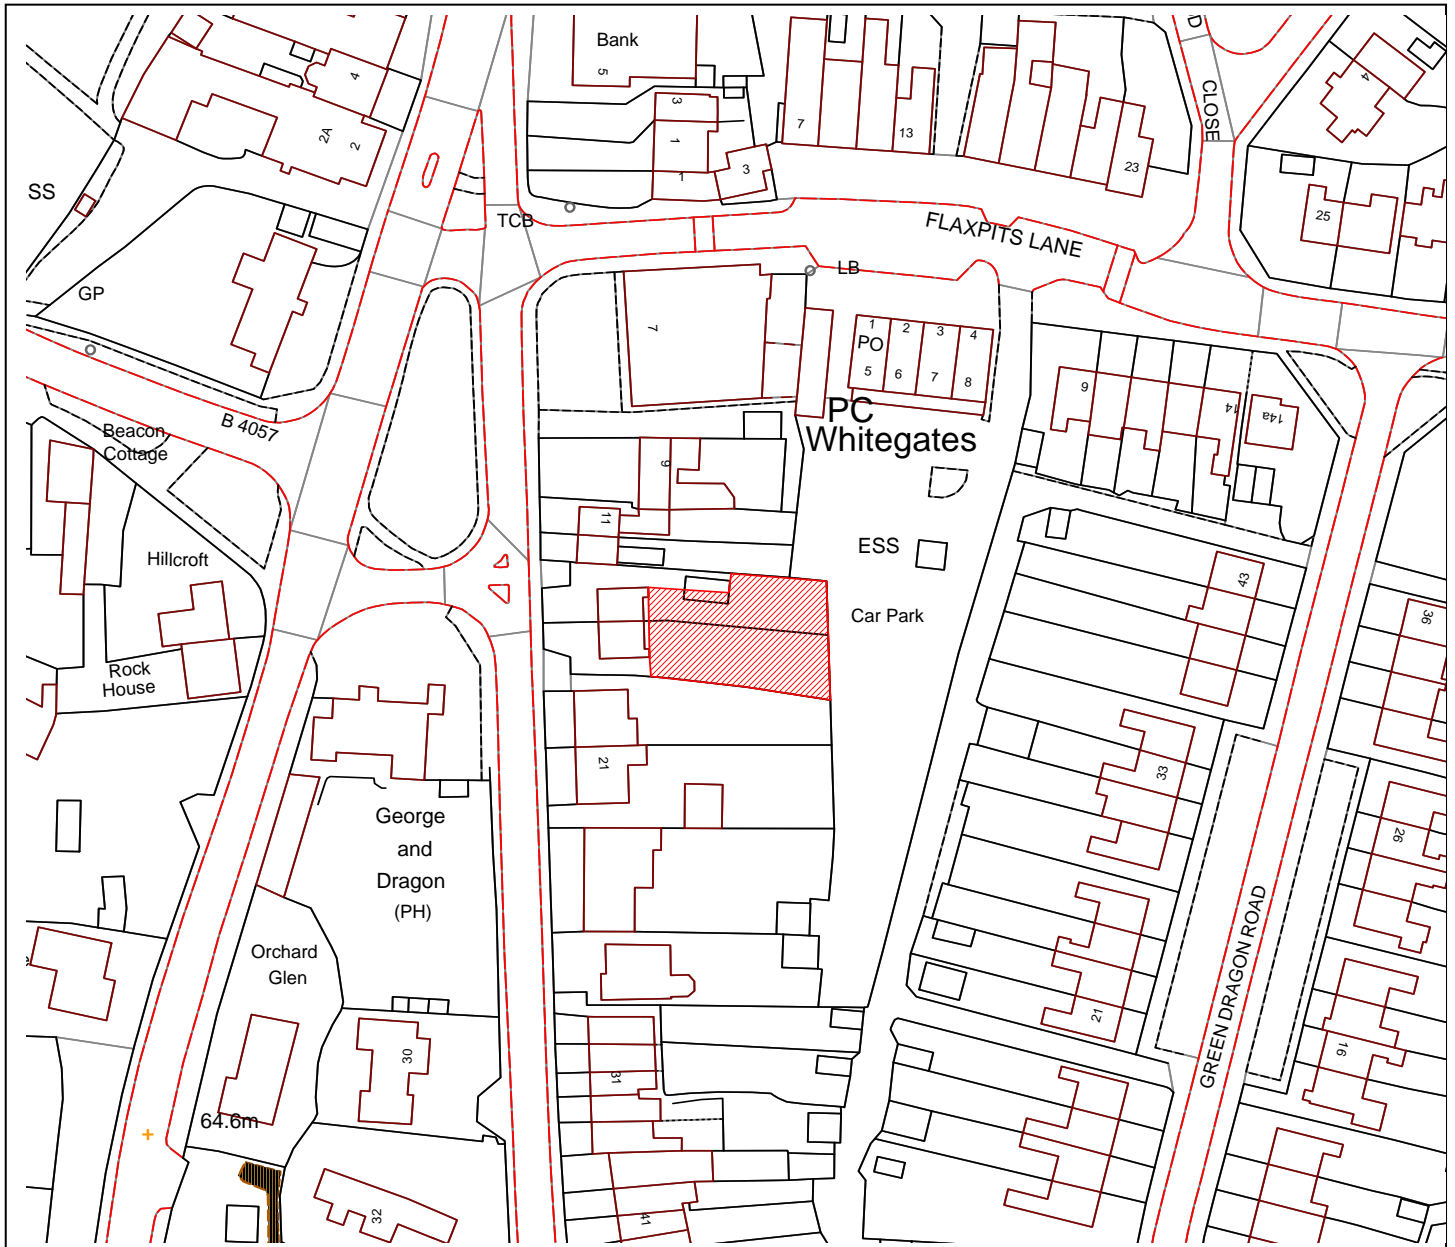 Bank
5
4
2A
2
3
1
1
3
7
13
23
CLOSE
4
25
SS
GP
TCB
FLAXPITS LANE
LB
7
1
2
3
4
PO
5
6
7
8
9
14
14a
PC
Whitegates
B 4057
Beacon
Cottage
9
11
Hillcroft
ESS
Car Park
43
36
Rock
House
21
33
26
George
and
Dragon
(PH)
Orchard
Glen
GREEN DRAGON ROAD
21
16
30
31
64.6m
32
41